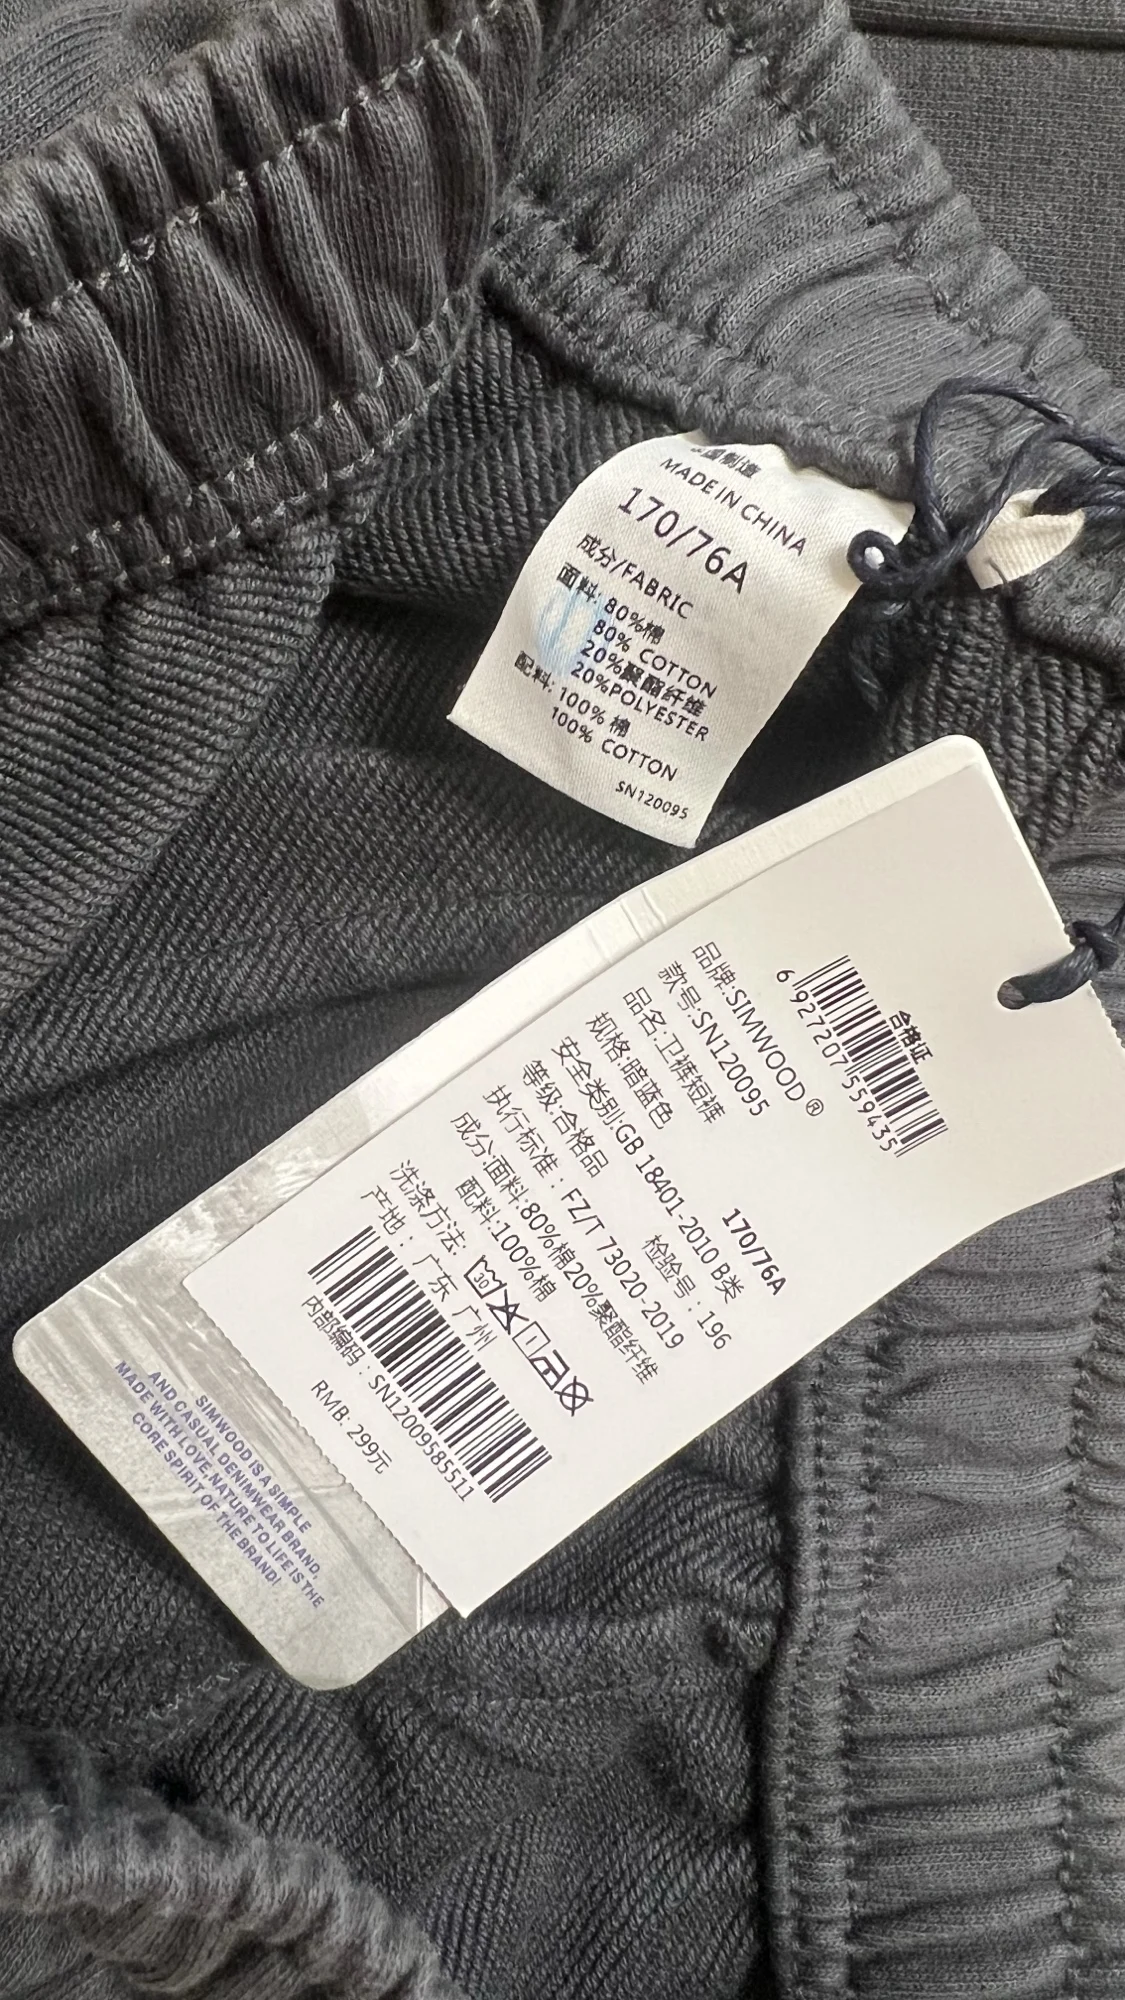 国制造
MADE IN CHINA
170/76A
成分/FABRIC
面料: 80%棉
80% COTTON
20%聚酯纤维
20%POLYESTER
配料: 100% 棉
100% COTTON
SN120095
合格证
6 927207 559435
品牌:SIMWOOD®
款号:SN120095
品名:卫裤短裤
规格:暗蓝色 170/76A
安全类别:GB 18401-2010 B类
等级:合格品 检验号：196
执行标准：FZ/T 73020-2019
成分:面料:80%棉20%聚酯纤维
配料:100%棉
洗涤方法: 30
产地：广东 广州
内部编码：SN12009585511
RMB: 299元
SIMWOOD IS A SIMPLE
AND CASUAL DENIMWEAR BRAND,
MADE WITH LOVE,NATURE TO LIFE IS THE
CORE SPIRIT OF THE BRAND!